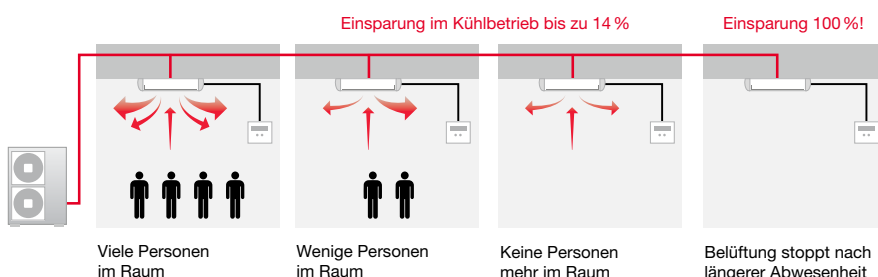 Einsparung im Kühlbetrieb bis zu 14 %
Einsparung 100 %!
Viele Personen
im Raum
Wenige Personen
im Raum
Keine Personen
mehr im Raum
Belüftung stoppt nach
längerer Abwesenheit